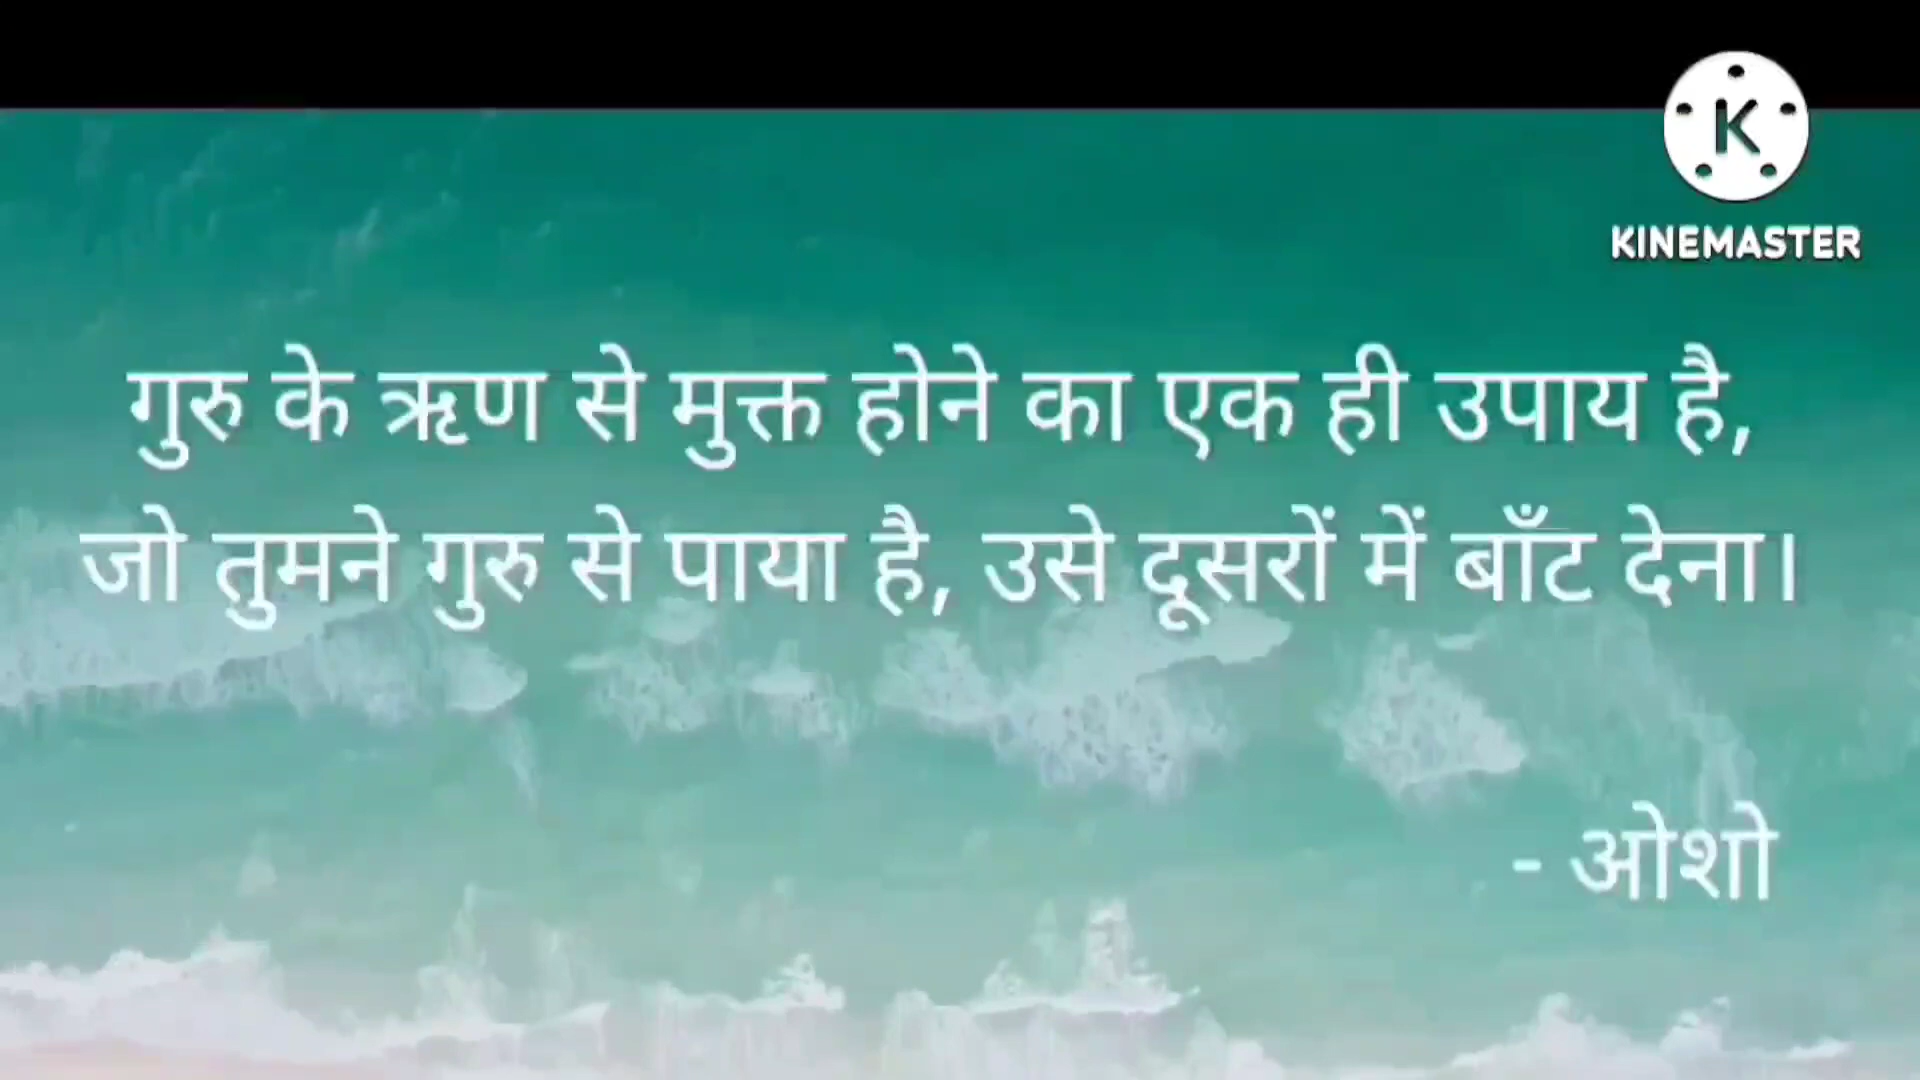 K
KINEMASTER
गुरु के ऋण से मुक्त होने का एक ही उपाय है,
जो तुमने गुरु से पाया है, उसे दूसरों में बाँट देना।
- ओशो